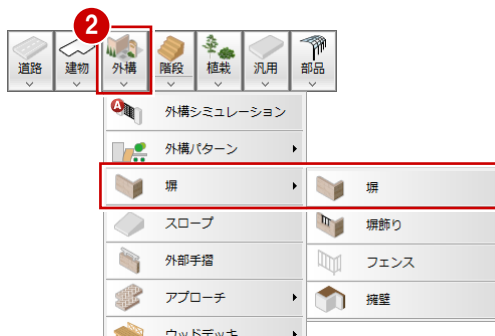 2
道路 建物 外構 階段 植栽 汎用 部品
A 外構シミュレーション
外構パターン
塀 塀
スロープ 塀飾り
外部手摺 フェンス
アプローチ 擁壁
ウッドデッキ